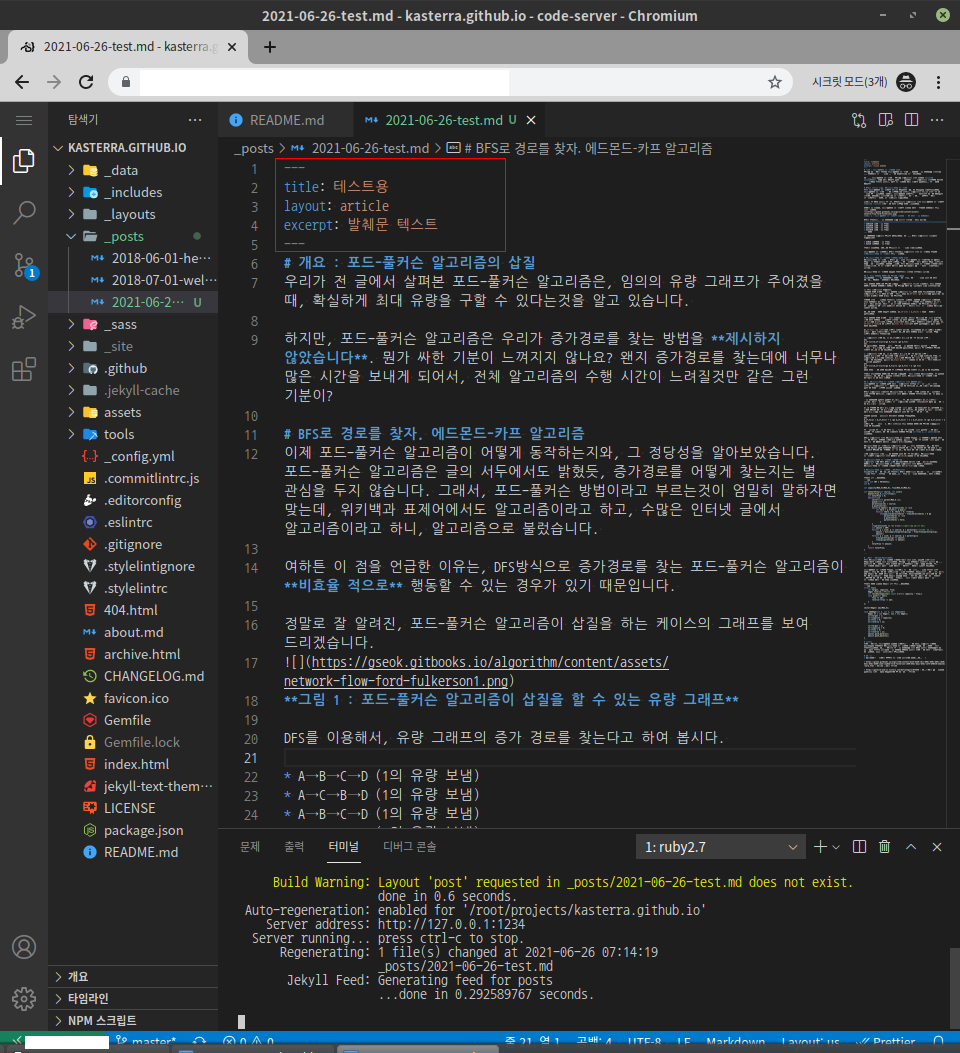 2021-06-26-test.md - kasterra.github.io - code-server - Chromium
2021-06-26-test.md - kasterra.g
시크릿 모드(3개)
탐색기
README.md
2021-06-26-test.md U
_posts > 2021-06-26-test.md > # BFS로 경로를 찾자. 에드몬드-카프 알고리즘
KASTERRA.GITHUB.IO
_data
_includes
_layouts
_posts
2018-06-01-he···
2018-07-01-wel···
2021-06-2··· U
_sass
_site
.github
.jekyll-cache
assets
tools
_config.yml
.commitlintrc.js
.editorconfig
.eslintrc
.gitignore
.stylelintignore
.stylelintrc
404.html
about.md
archive.html
CHANGELOG.md
favicon.ico
Gemfile
Gemfile.lock
index.html
jekyll-text-them···
LICENSE
package.json
README.md
개요
타임라인
NPM 스크립트
1
1 ---
2 title: 테스트용
3 layout: article
4 excerpt: 발췌문 텍스트
5 ---
6 # 개요 : 포드-풀커슨 알고리즘의 삽질
7 우리가 전 글에서 살펴본 포드-풀커슨 알고리즘은, 임의의 유량 그래프가 주어졌을
때, 확실하게 최대 유량을 구할 수 있다는것을 알고 있습니다.
8
9 하지만, 포드-풀커슨 알고리즘은 우리가 증가경로를 찾는 방법을 **제시하지
않았습니다**. 뭔가 싸한 기분이 느껴지지 않나요? 왠지 증가경로를 찾는데에 너무나
많은 시간을 보내게 되어서, 전체 알고리즘의 수행 시간이 느려질것만 같은 그런
기분이?
10
11 # BFS로 경로를 찾자. 에드몬드-카프 알고리즘
12 이제 포드-풀커슨 알고리즘이 어떻게 동작하는지와, 그 정당성을 알아보았습니다.
포드-풀커슨 알고리즘은 글의 서두에서도 밝혔듯, 증가경로를 어떻게 찾는지는 별
관심을 두지 않습니다. 그래서, 포드-풀커슨 방법이라고 부르는것이 엄밀히 말하자면
맞는데, 위키백과 표제어에서도 알고리즘이라고 하고, 수많은 인터넷 글에서
알고리즘이라고 하니, 알고리즘으로 불렀습니다.
13
14 여하튼 이 점을 언급한 이유는, DFS방식으로 증가경로를 찾는 포드-풀커슨 알고리즘이
**비효율 적으로** 행동할 수 있는 경우가 있기 때문입니다.
15
16 정말로 잘 알려진, 포드-풀커슨 알고리즘이 삽질을 하는 케이스의 그래프를 보여
드리겠습니다.
17 ![](https://gseok.gitbooks.io/algorithm/content/assets/
network-flow-ford-fulkerson1.png)
18 **그림 1 : 포드-풀커슨 알고리즘이 삽질을 할 수 있는 유량 그래프**
19
20 DFS를 이용해서, 유량 그래프의 증가 경로를 찾는다고 하여 봅시다.
21
22 * A→B→C→D (1의 유량 보냄)
23 * A→C→B→D (1의 유량 보냄)
24 * A→B→C→D (1의 유량 보냄)
문제 출력 터미널 디버그 콘솔
1: ruby2.7
Build Warning: Layout 'post' requested in _posts/2021-06-26-test.md does not exist.
done in 0.6 seconds.
Auto-regeneration: enabled for '/root/projects/kasterra.github.io'
Server address: http://127.0.0.1:1234
Server running... press ctrl-c to stop.
Regenerating: 1 file(s) changed at 2021-06-26 07:14:19
_posts/2021-06-26-test.md
Jekyll Feed: Generating feed for posts
...done in 0.292589767 seconds.
master* 0 0 줄 21, 열 1 공백: 4 UTF-8 LF Markdown Layout: us Prettier